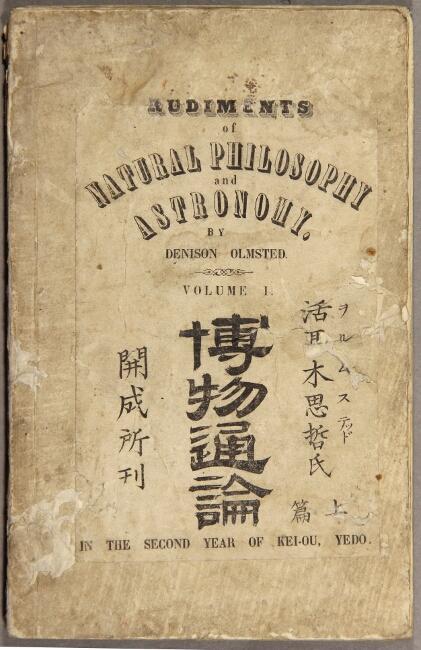 RUDIMENTS
of
NATURAL PHILOSOPHY
and
ASTRONOMY.
BY
DENISON OLMSTED.
VOLUME I.
ヲルムステッド
活耳木思哲氏
上篇
博物通論
開成所刊
IN THE SECOND YEAR OF KEI-OU, YEDO.